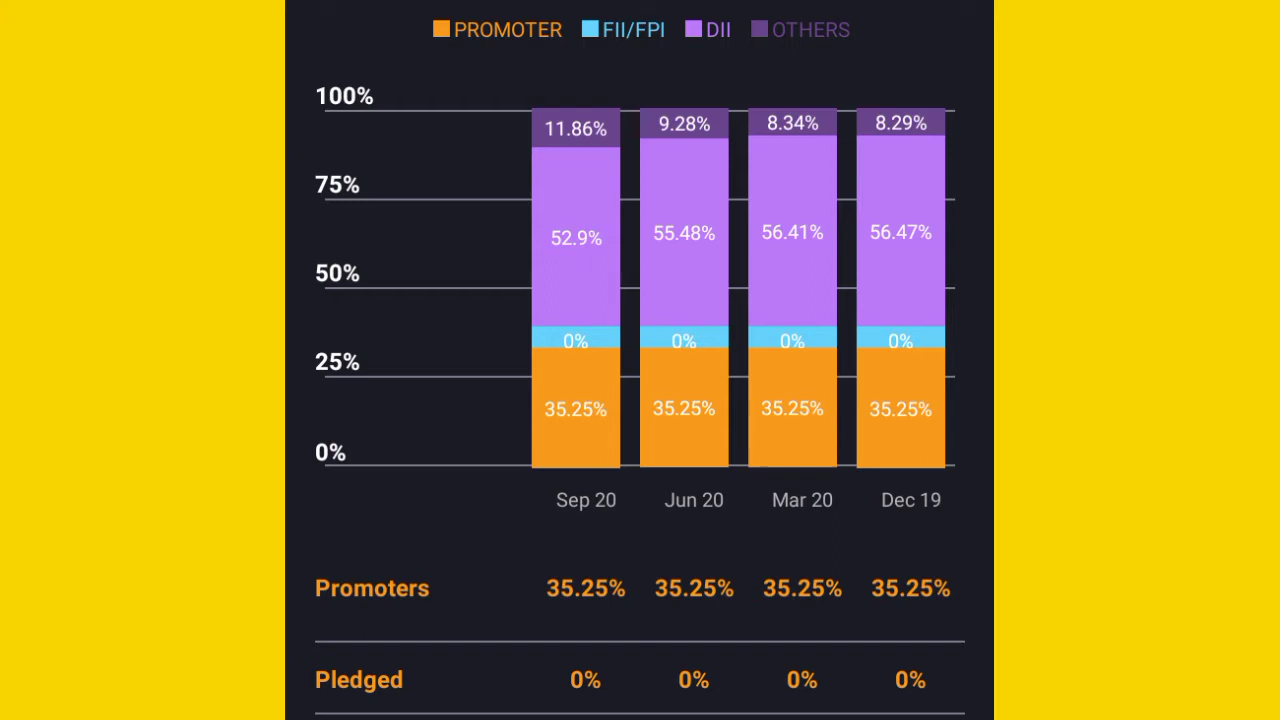 PROMOTER FII/FPI DII OTHERS
100%
11.86% 9.28% 8.34% 8.29%
75%
52.9% 55.48% 56.41% 56.47%
50%
0% 0% 0% 0%
25%
35.25% 35.25% 35.25% 35.25%
0%
Sep 20 Jun 20 Mar 20 Dec 19
Promoters 35.25% 35.25% 35.25% 35.25%
Pledged 0% 0% 0% 0%